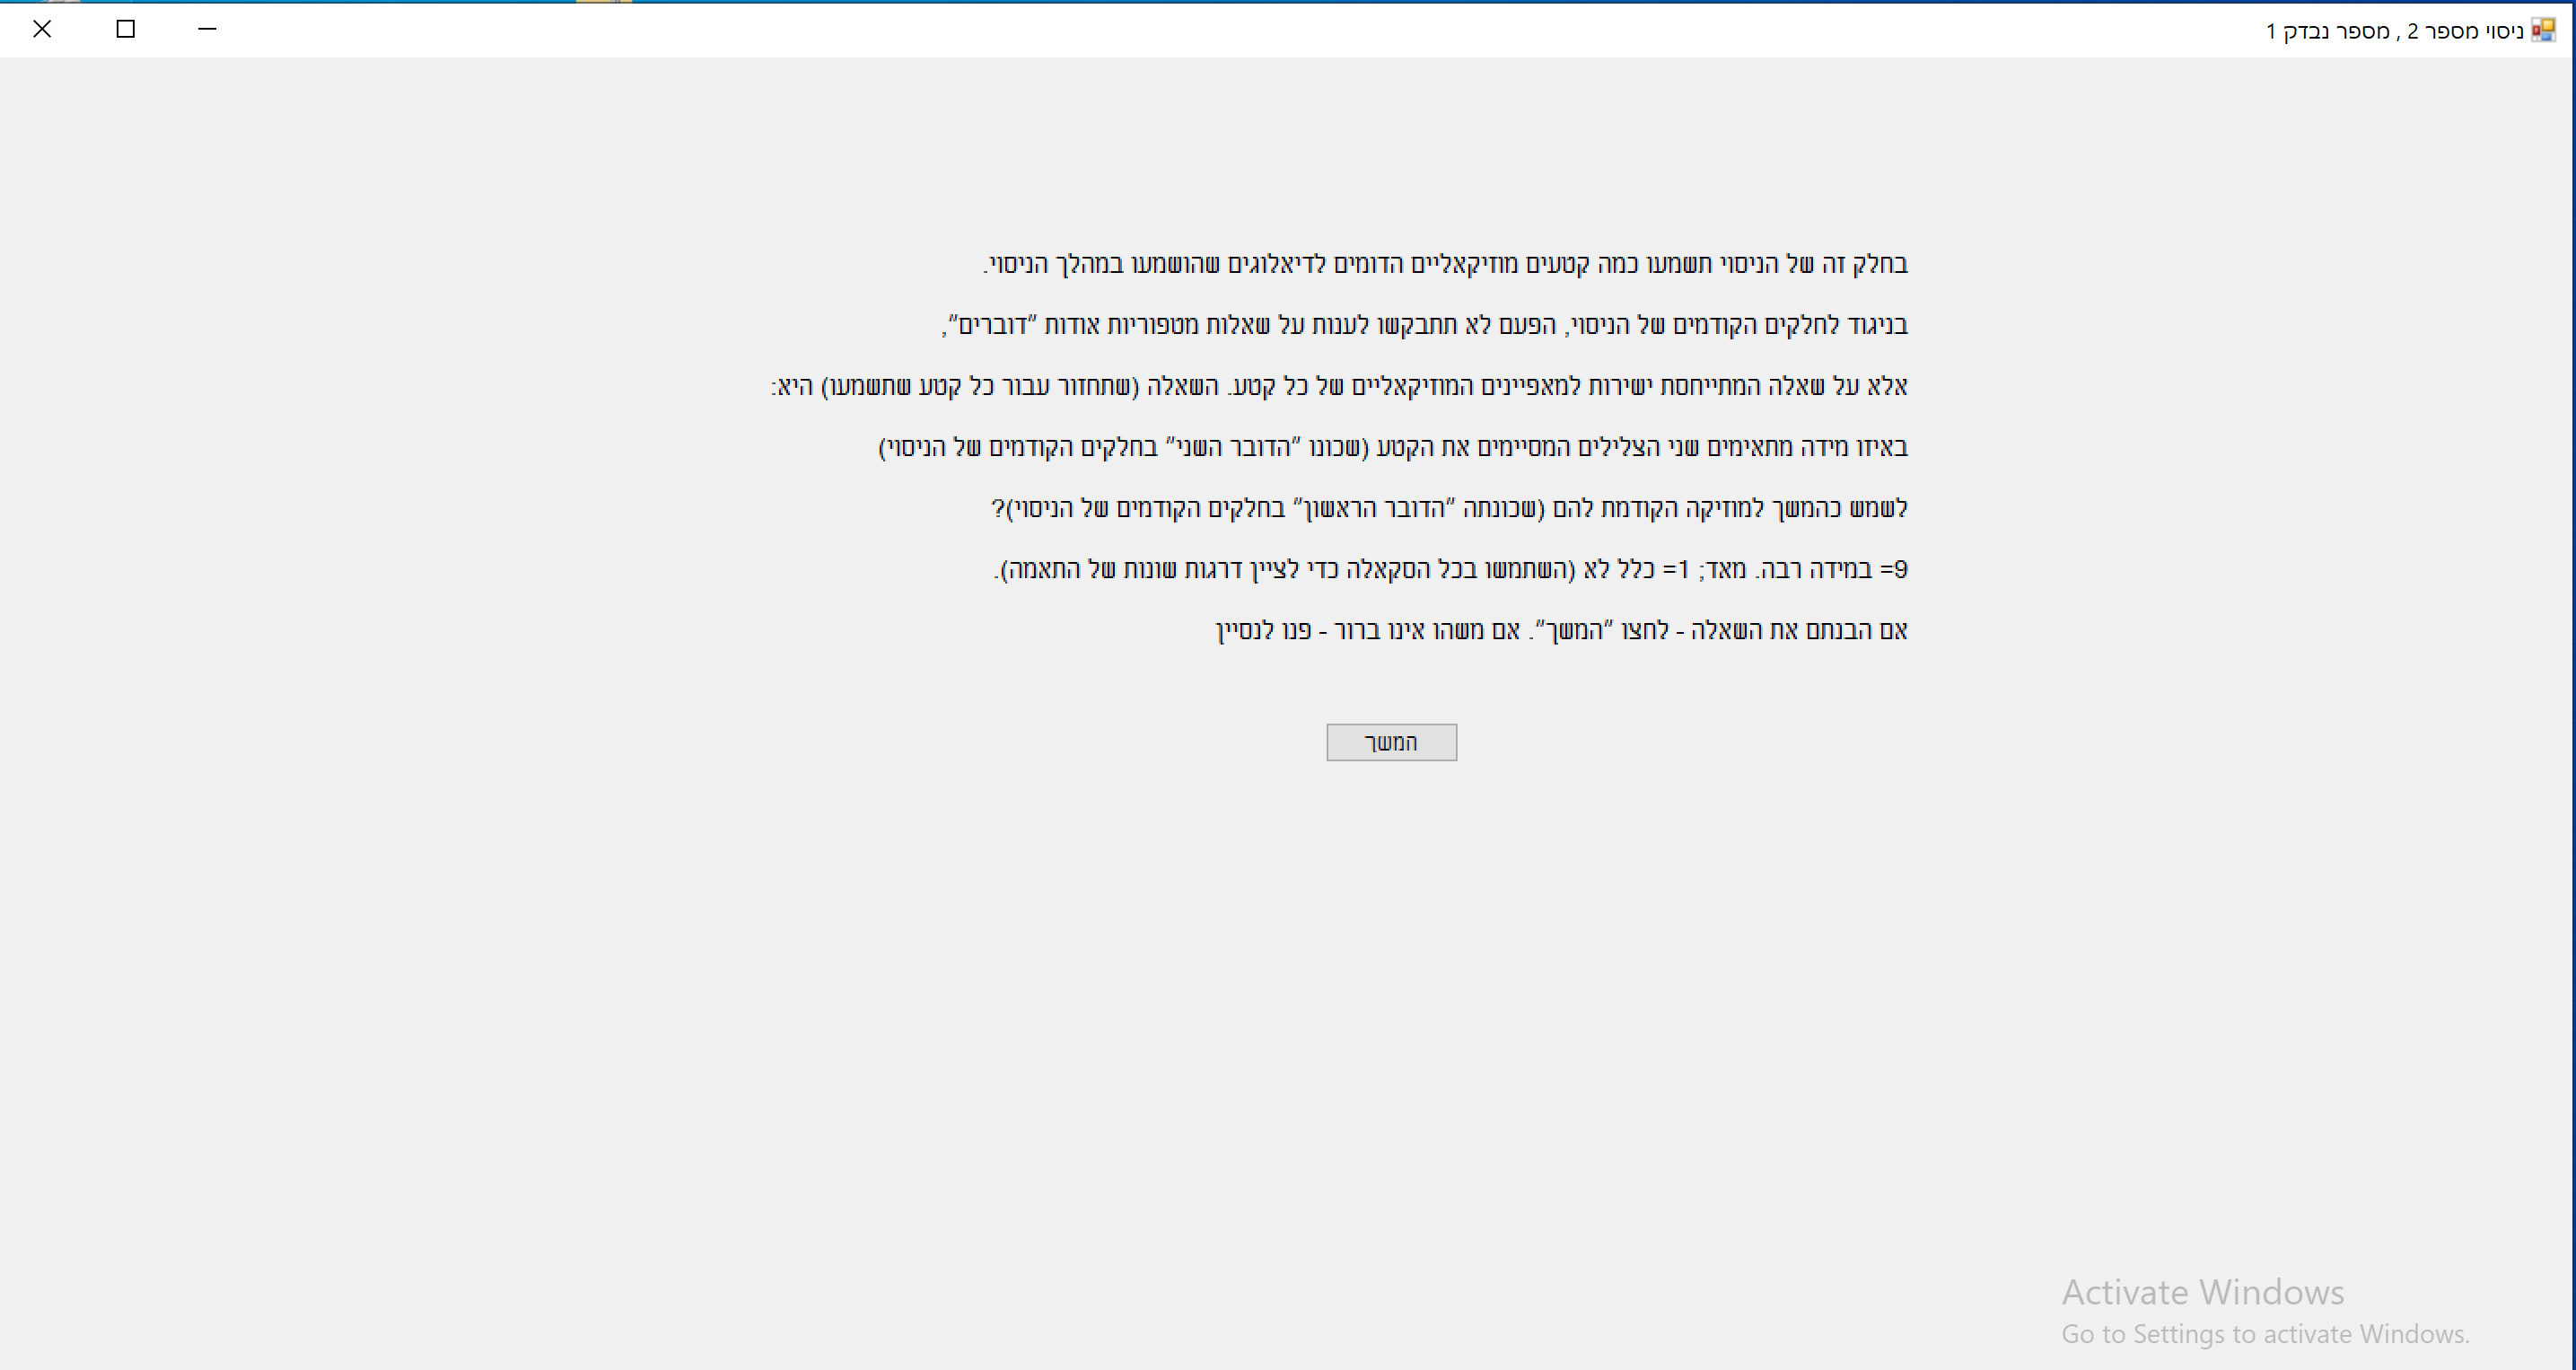 ניסוי מספר 2 , מספר נבדק 1
בחלק זה של הניסוי תשמעו כמה קטעים מוזיקאליים הדומים לדיאלוגים שהושמעו במהלך הניסוי.
בניגוד לחלקים הקודמים של הניסוי, הפעם לא תתבקשו לענות על שאלות מטפוריות אודות "דוברים",
אלא על שאלה המתייחסת ישירות למאפיינים המוזיקאליים של כל קטע. השאלה (שתחזור עבור כל קטע שתשמעו) היא:
באיזו מידה מתאימים שני הצלילים המסיימים את הקטע (שכונו "הדובר השני" בחלקים הקודמים של הניסוי)
לשמש כהמשך למוזיקה הקודמת להם (שכונתה "הדובר הראשון" בחלקים הקודמים של הניסוי)?
9= במידה רבה. מאד; 1= כלל לא (השתמשו בכל הסקאלה כדי לציין דרגות שונות של התאמה).
אם הבנתם את השאלה - לחצו "המשך". אם משהו אינו ברור - פנו לנסיין
המשך
Activate Windows
Go to Settings to activate Windows.